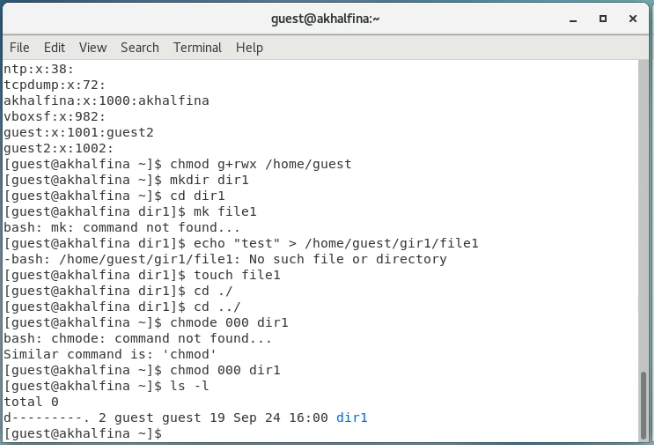 guest@akhalfina:~
File Edit View Search Terminal Help
ntp:x:38:
tcpdump:x:72:
akhalfina:x:1000:akhalfina
vboxsf:x:982:
guest:x:1001:guest2
guest2:x:1002:
[guest@akhalfina ~]$ chmod g+rwx /home/guest
[guest@akhalfina ~]$ mkdir dir1
[guest@akhalfina ~]$ cd dir1
[guest@akhalfina dir1]$ mk file1
bash: mk: command not found...
[guest@akhalfina dir1]$ echo "test" > /home/guest/gir1/file1
-bash: /home/guest/gir1/file1: No such file or directory
[guest@akhalfina dir1]$ touch file1
[guest@akhalfina dir1]$ cd ./
[guest@akhalfina dir1]$ cd ../
[guest@akhalfina ~]$ chmode 000 dir1
bash: chmode: command not found...
Similar command is: 'chmod'
[guest@akhalfina ~]$ chmod 000 dir1
[guest@akhalfina ~]$ ls -l
total 0
d---------. 2 guest guest 19 Sep 24 16:00 dir1
[guest@akhalfina ~]$